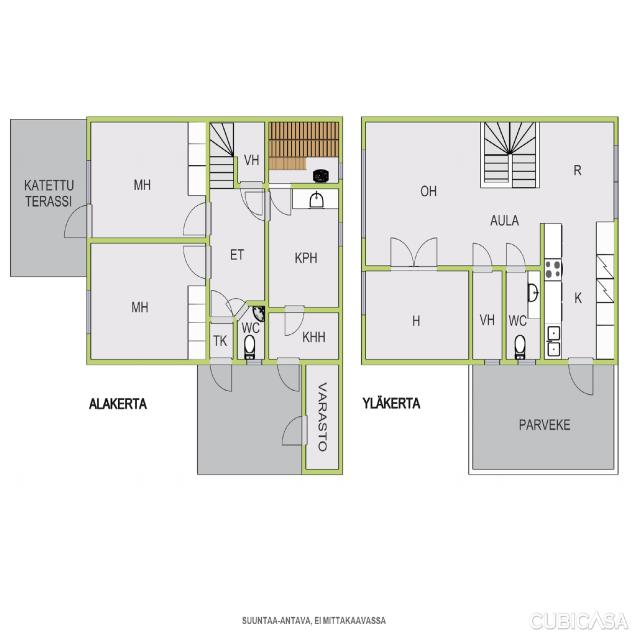 KATETTU
TERASSI
MH
VH
ET
KPH
MH
WC
TK
KHH
VARASTO
ALAKERTA
OH
R
AULA
H
VH
WC
K
PARVEKE
YLÄKERTA
SUUNTAA-ANTAVA, EI MITTAKAAVASSA
CUBICASA